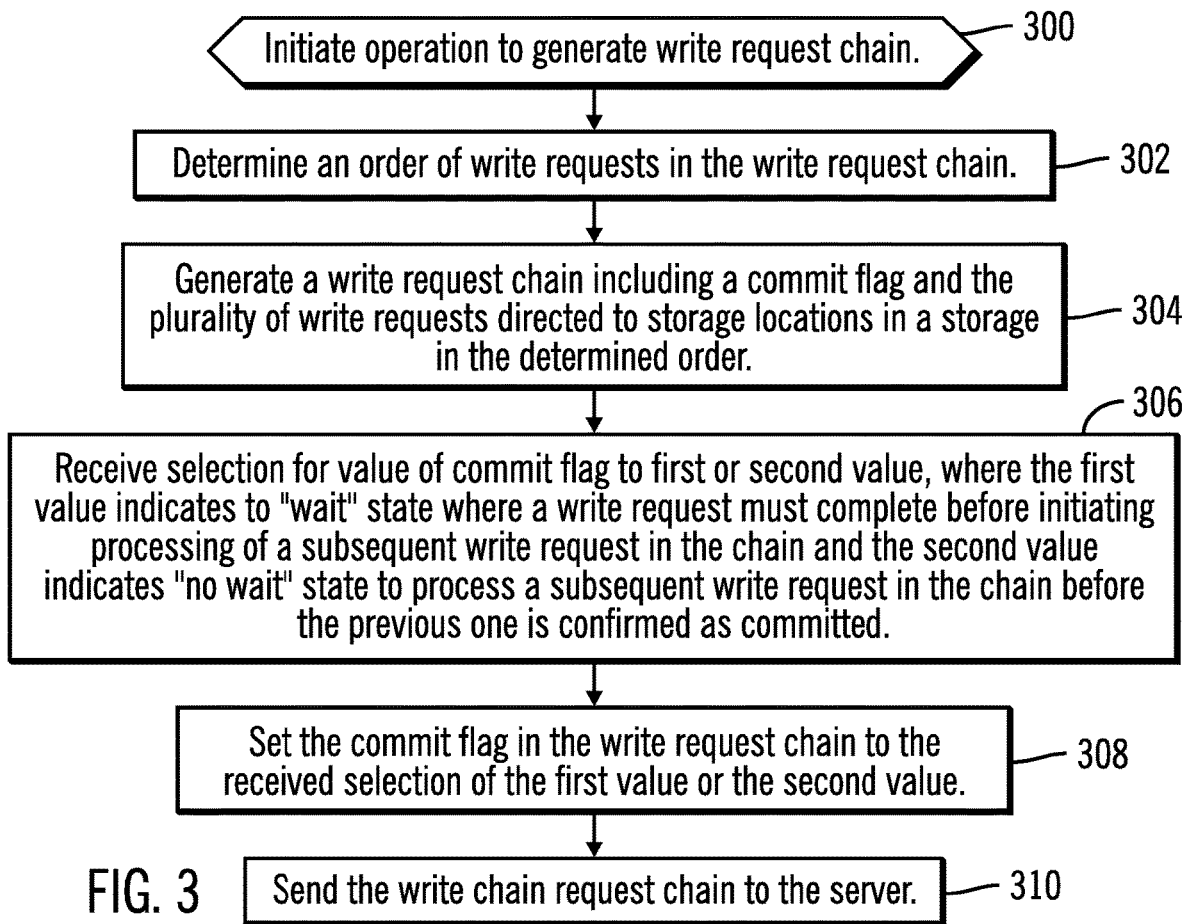 Initiate operation to generate write request chain.
300
Determine an order of write requests in the write request chain.
302
Generate a write request chain including a commit flag and the
plurality of write requests directed to storage locations in a storage
in the determined order.
304
306
Receive selection for value of commit flag to first or second value, where the first
value indicates to "wait" state where a write request must complete before initiating
processing of a subsequent write request in the chain and the second value
indicates "no wait" state to process a subsequent write request in the chain before
the previous one is confirmed as committed.
Set the commit flag in the write request chain to the
received selection of the first value or the second value.
308
FIG. 3
Send the write chain request chain to the server.
310